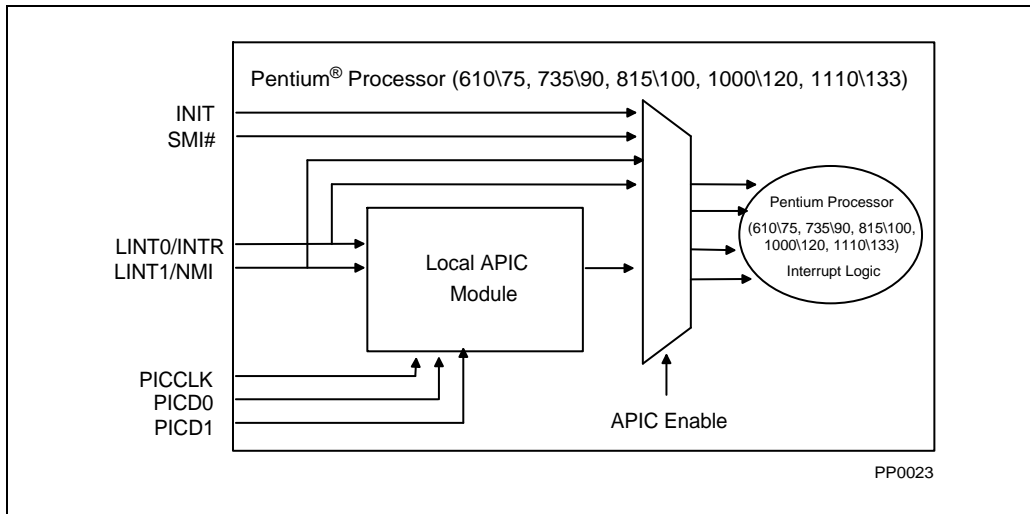 Pentium® Processor (610\75, 735\90, 815\100, 1000\120, 1110\133)
INIT
SMI#
LINT0/INTR
LINT1/NMI
Local APIC
Module
Pentium Processor
(610\75, 735\90, 815\100,
1000\120, 1110\133)
Interrupt Logic
PICCLK
PICD0
PICD1
APIC Enable
PP0023